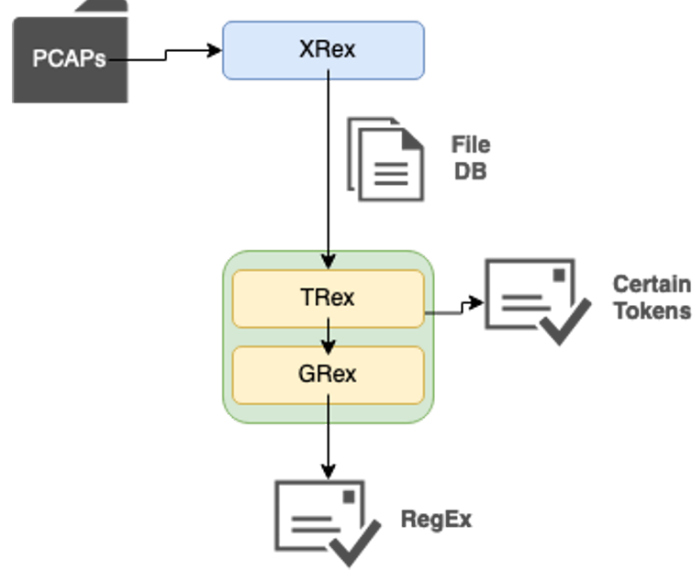 PCAPs
XRex
File
DB
TRex
Certain
Tokens
GRex
RegEx